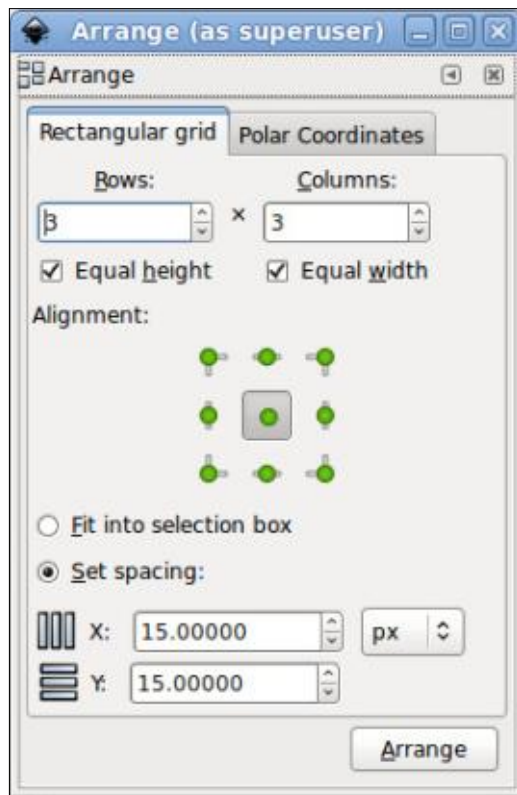 Arrange (as superuser)
Arrange
Rectangular grid Polar Coordinates
Rows: Columns:
3 × 3
Equal height Equal width
Alignment:
Fit into selection box
Set spacing:
X: 15.00000 px
Y: 15.00000
Arrange